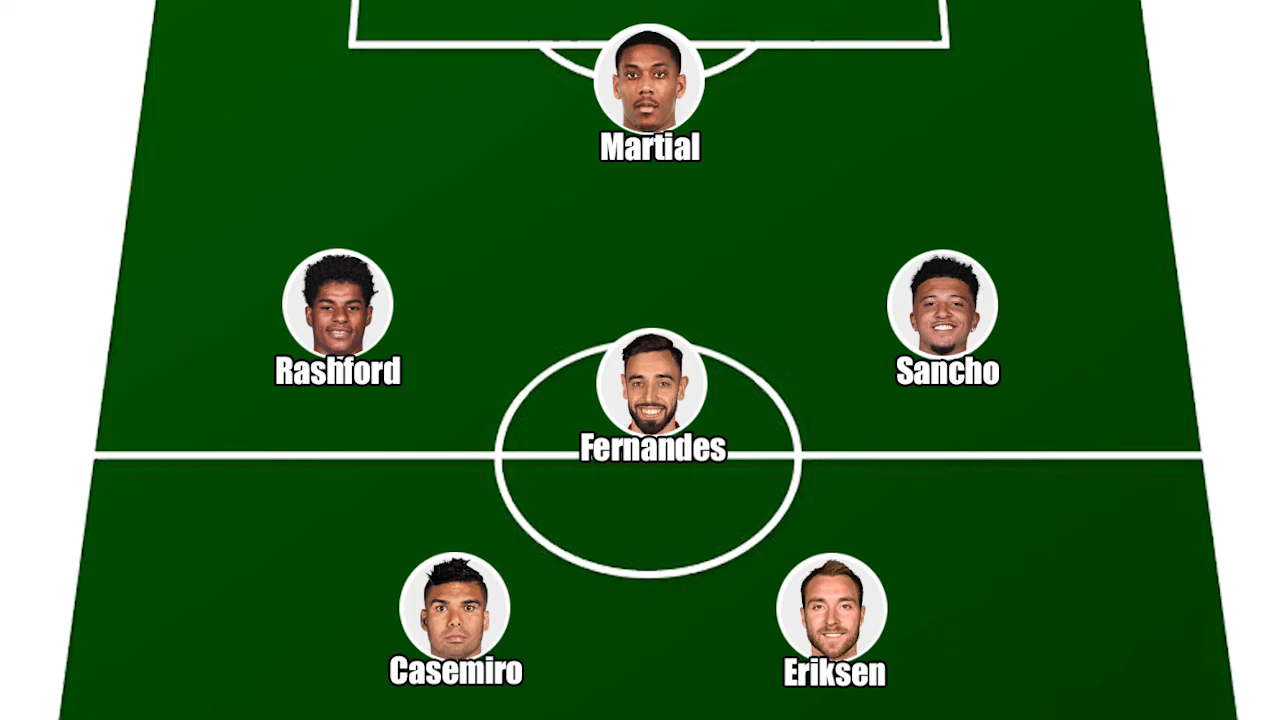 Martial
Rashford
Sancho
Fernandes
Casemiro
Eriksen